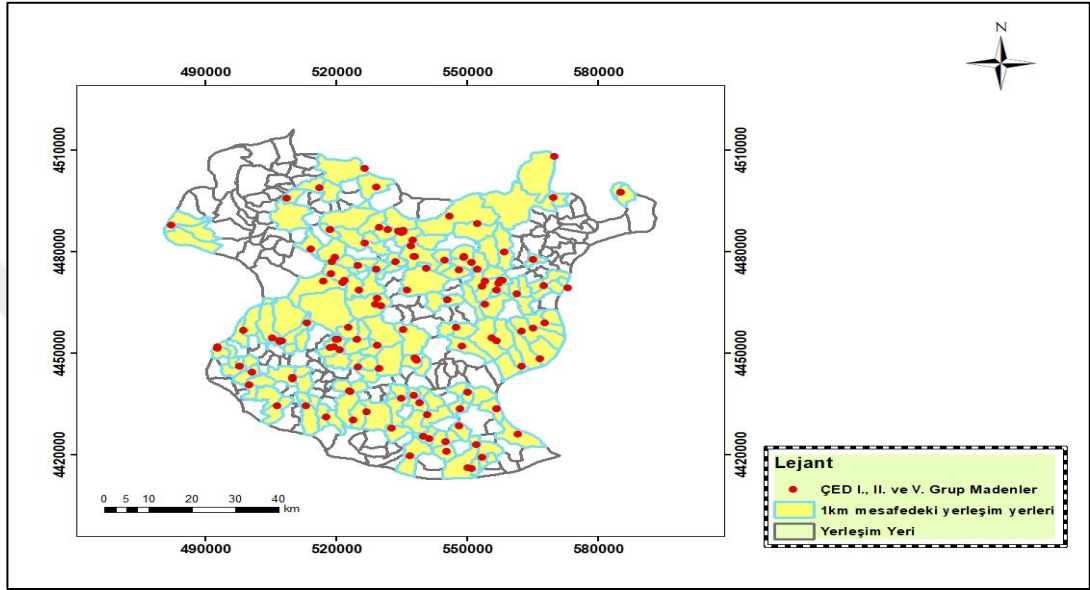 N
490000 520000 550000 580000
4510000 4510000
4480000 4480000
4450000 4450000
4420000 4420000
0 5 10 20 30 40
km
490000 520000 550000 580000
Lejant
ÇED I., II. ve V. Grup Madenler
1km mesafedeki yerleşim yerleri
Yerleşim Yeri